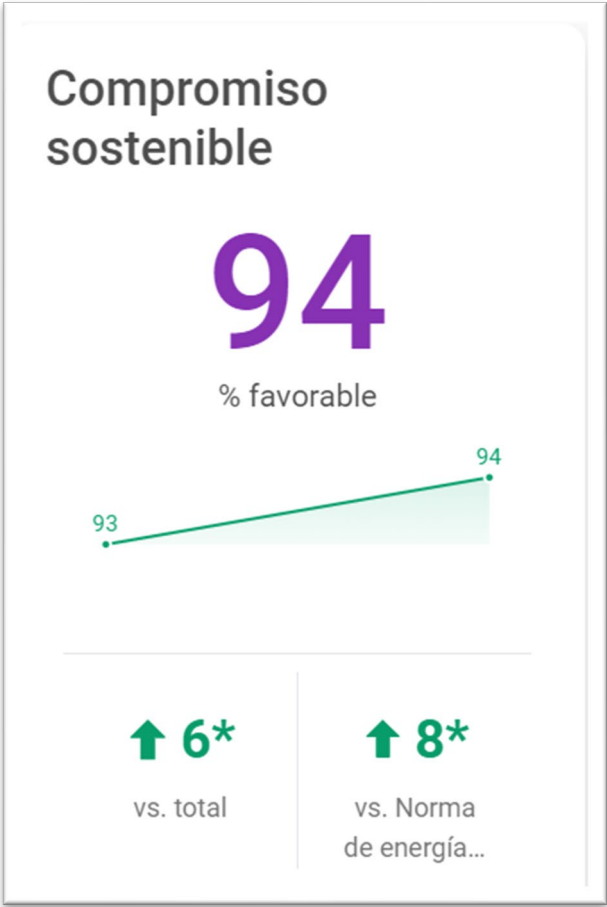 Compromiso
sostenible
94
% favorable
94
93
6*
8*
vs. total
vs. Norma
de energía...